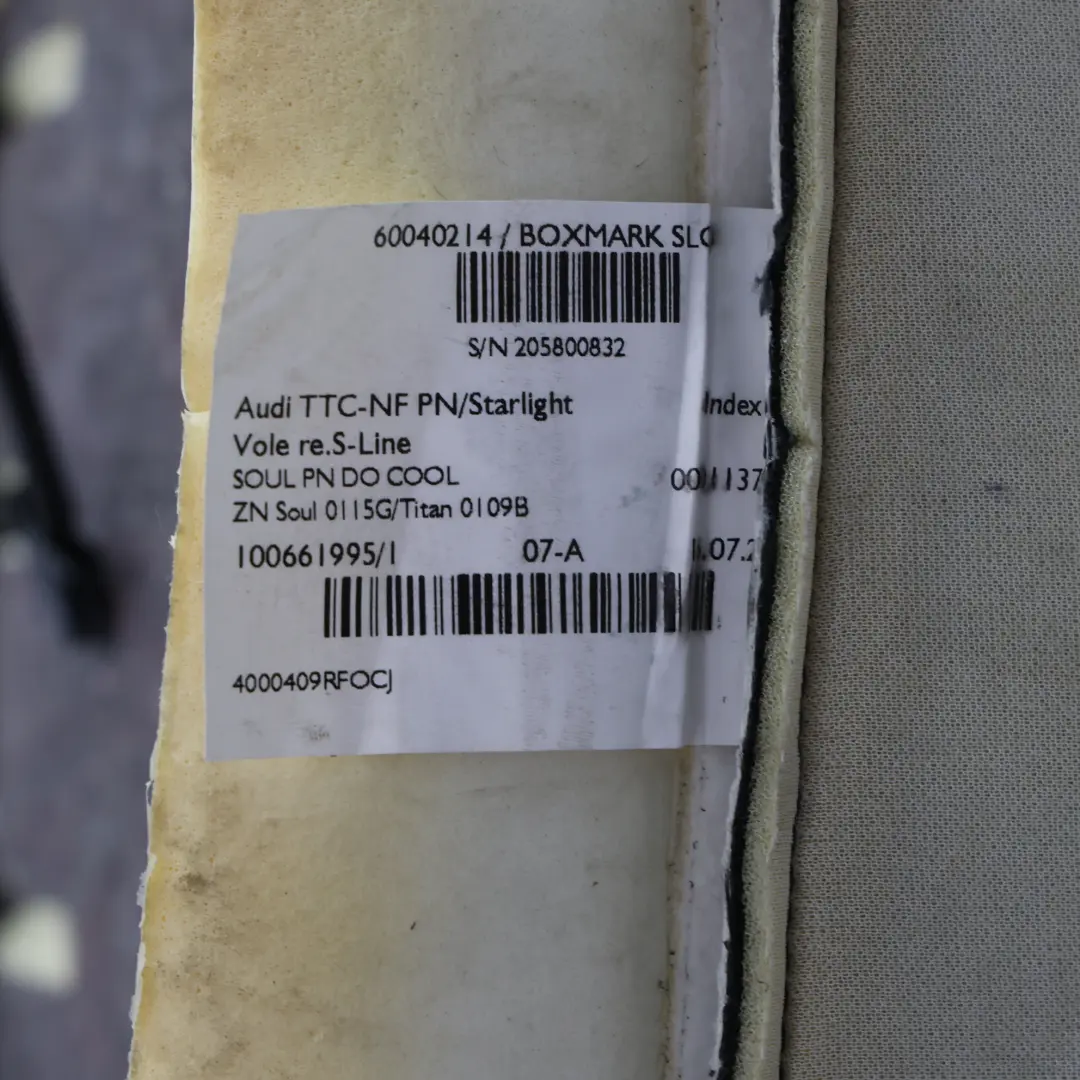 60040214 / BOXMARK SLO
S/N 205800832
Audi TTC-NF PN/Starlight Index
Vole re.S-Line
SOUL PN DO COOL
ZN Soul 0115G/Titan 0109B
100661995/1 07-A
4000409RFOCJ